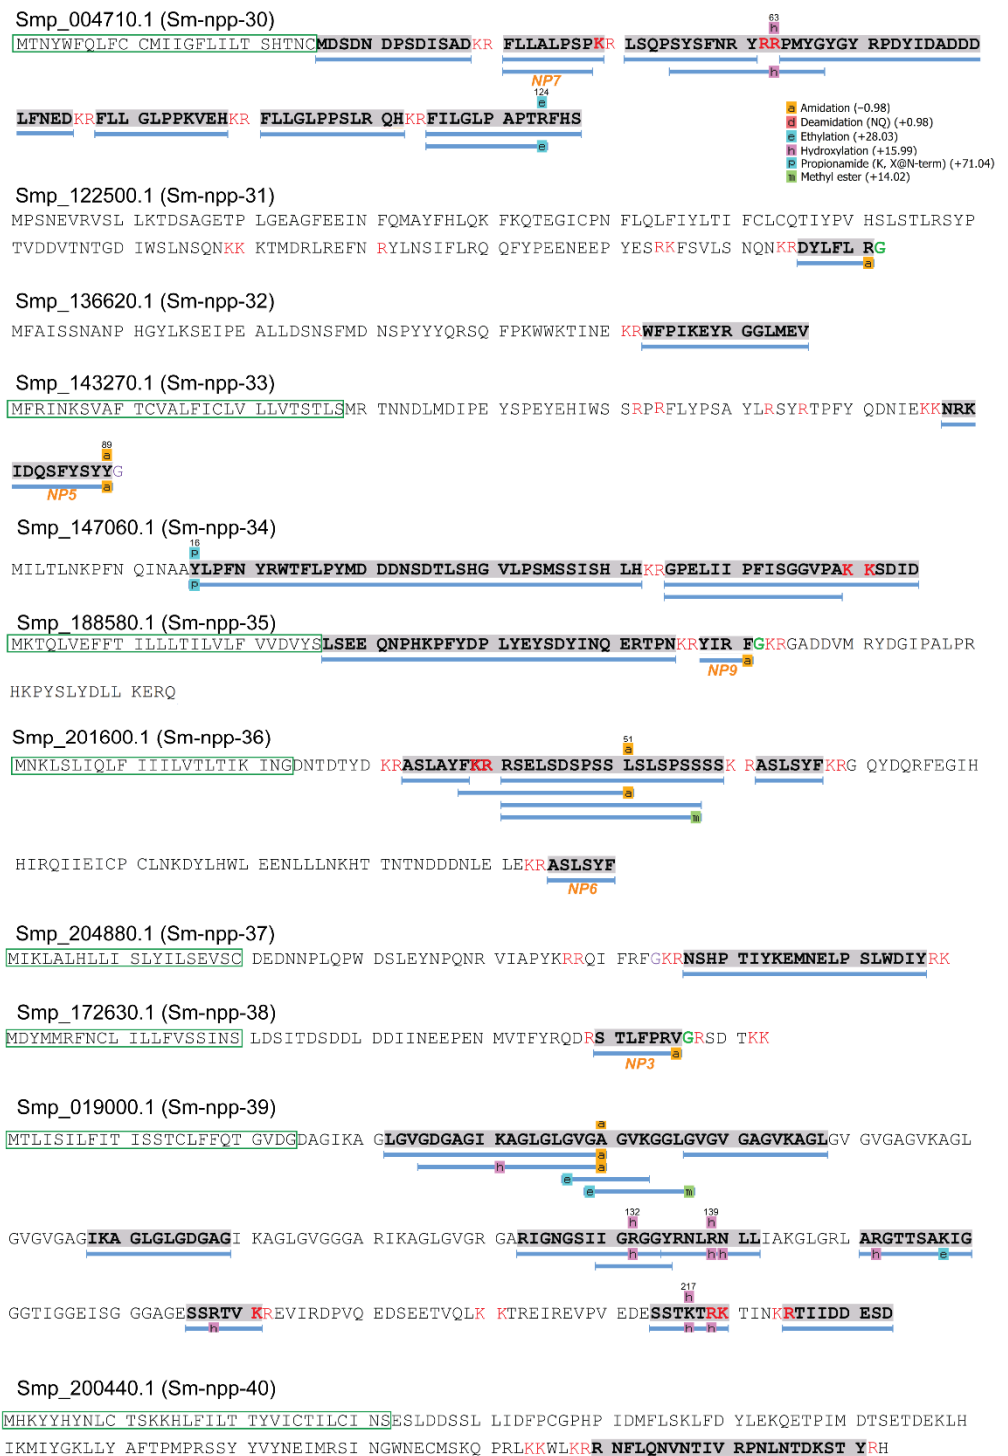 Smp_004710.1 (Sm-npp-30)
63
h
MTNYWFQLFC CMIIGFLILT SHTNCMDSDN DPSDISAD KR FLLALPSPKR LSQPSYSFNR YRRPMYGYGY RPDYIDADDD
h
NP7
124
e
LFNEDKRFLL GLPPKVEHKR FLLGLPPSLR QHKRFILGLP APTRFHS
e
a Amidation (-0.98)
d Deamidation (NQ) (+0.98)
e Ethylation (+28.03)
h Hydroxylation (+15.99)
p Propionamide (K, X@N-term) (+71.04)
m Methyl ester (+14.02)
Smp_122500.1 (Sm-npp-31)
MPSNEVRVSL LKTDSAGETP LGEAGFEEIN FQMAYFHLQK FKQTEGICPN FLQLFIYLTI FCLCQTIYPV HSLSTLRSYP
TVDDVTNTGD IWSLNSQNKK KTMDRLREFN RYLNSIFLRQ QFYPEENEEP YESRKFSVLS NQNKRDYLFL RG
a
Smp_136620.1 (Sm-npp-32)
MFAISSNANP HGYLKSEIPE ALLDSNSFMD NSPYYYQRSQ FPKWWKTINE KRWFPIKEYR GGLMEV
Smp_143270.1 (Sm-npp-33)
MFRINKSVAF TCVALFICLV LLVTSTLSMR TNNDLMDIPE YSPEYEHIWS SRPRFLYPSA YLRSYRTPFY QDNIEKKNRK
89
a
IDQSFYSYYG
a
NP5
Smp_147060.1 (Sm-npp-34)
16
p
MILTLNKPFN QINAAYLPFN YRWTFLPYMD DDNSDTLSHG VLPSMSSISH LHKRGPELII PFISGGVPAK KSDID
p
Smp_188580.1 (Sm-npp-35)
MKTQLVEFFT ILLLTILVLF VVDVYSLSEE QNPHKPFYDP LYEYSDYINQ ERTPNKRYIR FGKRGADDVM RYDGIPALPR
NP9 a
HKPYSLYDLL KERQ
Smp_201600.1 (Sm-npp-36)
51
a
MNKLSLIQLF IIIILVTLTIK INGDNTDTYD KRASLAYFKR RSELSDSPSS LSLSPSSSSK RASLSYFKRG QYDQRFEGIH
a
m
HIRQIIEICP CLNKDYLHWL EENLLLNKHT TNTNDDDNLE LEKRASLSYF
NP6
Smp_204880.1 (Sm-npp-37)
MIKLALHLLI SLYILSEVSC DEDNNPLQPW DSLEYNPQNR VIAPYKRRQI FRFGKRNSHP TIYKEMNELP SLWDIYRK
Smp_172630.1 (Sm-npp-38)
MDYMMRFNCL ILLFVSSINS LDSITDSDDL DDIINEEPEN MVTFYRQDRS TLFPRVGRSD TKK
NP3 a
Smp_019000.1 (Sm-npp-39)
a
MTLISILFIT ISSTCLFFQT GVDGDAGIKA GLGVGDGAGI KAGLGLGVGA GVKGGLGVGV GAGVKAGLGV GVGAGVKAGL
a
h a
e
e m
132 139
h h
GVGVGAGIKA GLGLGDGAGI KAGLGVGGGA RIKAGLGVGR GARIGNGSII GRGGYRNLRN LLIAKGLGRL ARGTTSAKIG
h h h h e
217
h
GGTIGGEISG GGAGESSRTV KREVIRDPVQ EDSEETVQLK KTREIREVPV EDESSTKTRK TINKRTIIDD ESD
h h h
Smp_200440.1 (Sm-npp-40)
MHKYYHYNLC TSKKHLFILT TYVICTILCI NSESLDDSSL LIDFPCGPHP IDMFLSKLFD YLEKQETPIM DTSETDEKLH
IKMIYGKLLY AFTPMPRSSY YVYNEIMRSI NGWNECMSKQ PRLKKWLKRR NFLQNVNTIV RPNLNTDKST YRH